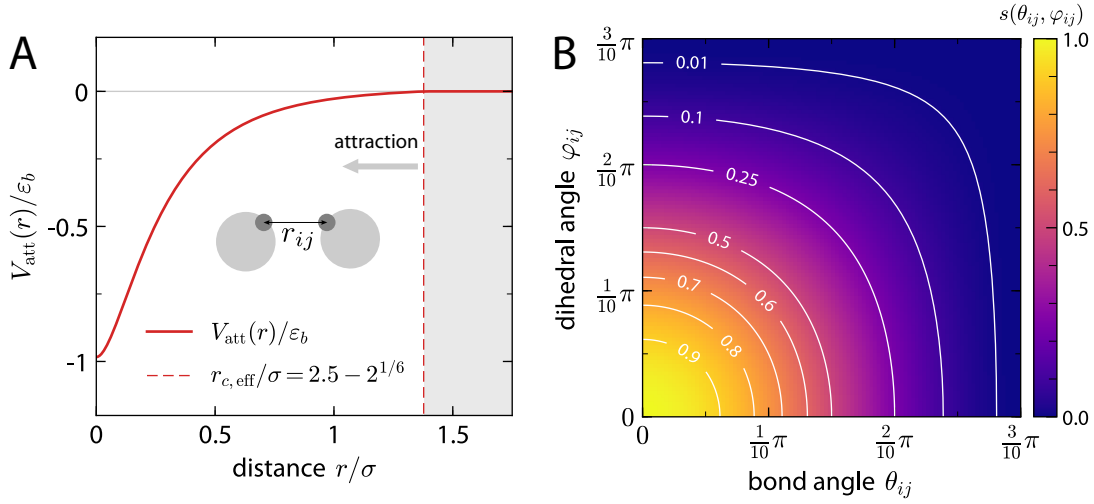 A
0
-0.5
-1
V_att(r)/ε_b
attraction
r_ij
V_att(r)/ε_b
r_{c, eff}/σ = 2.5 − 2^{1/6}
0
0.5
1
1.5
distance r/σ
B
s(θ_ij, φ_ij)
3/10 π
2/10 π
1/10 π
0
dihedral angle φ_ij
0.01
0.1
0.25
0.5
0.6
0.7
0.8
0.9
0
1/10 π
2/10 π
3/10 π
bond angle θ_ij
1.0
0.5
0.0